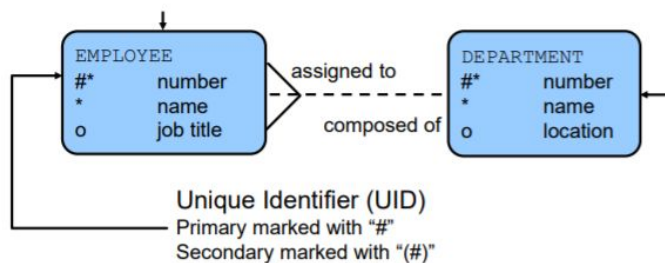 EMPLOYEE
#* number
* name
o job title
assigned to
composed of
DEPARTMENT
#* number
* name
o location
Unique Identifier (UID)
Primary marked with “#”
Secondary marked with “(#)”